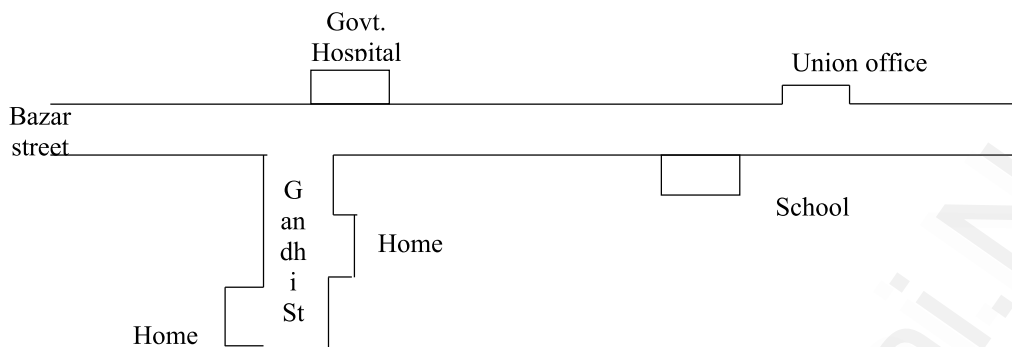 Govt.
Hospital
Union office
Bazar
street
G
an
dh
i
St
School
Home
Home